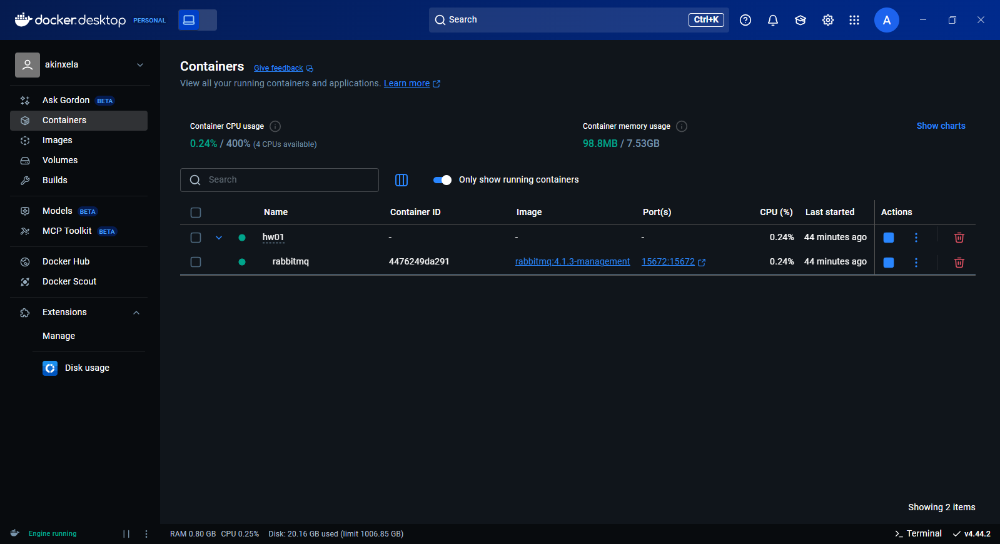 docker desktop PERSONAL
Search Ctrl+K
A
akinxela
Ask Gordon BETA
Containers
Images
Volumes
Builds
Models BETA
MCP Toolkit BETA
Docker Hub
Docker Scout
Extensions
Manage
Disk usage
Containers Give feedback
View all your running containers and applications. Learn more
Container CPU usage
0.24% / 400% (4 CPUs available)
Container memory usage
98.8MB / 7.53GB
Show charts
Search
Only show running containers
Name Container ID Image Port(s) CPU (%) Last started Actions
hw01 - - - 0.24% 44 minutes ago
rabbitmq 4476249da291 rabbitmq:4.1.3-management 15672:15672 0.24% 44 minutes ago
Showing 2 items
Engine running
RAM 0.80 GB CPU 0.25% Disk: 20.16 GB used (limit 1006.85 GB)
Terminal v4.44.2